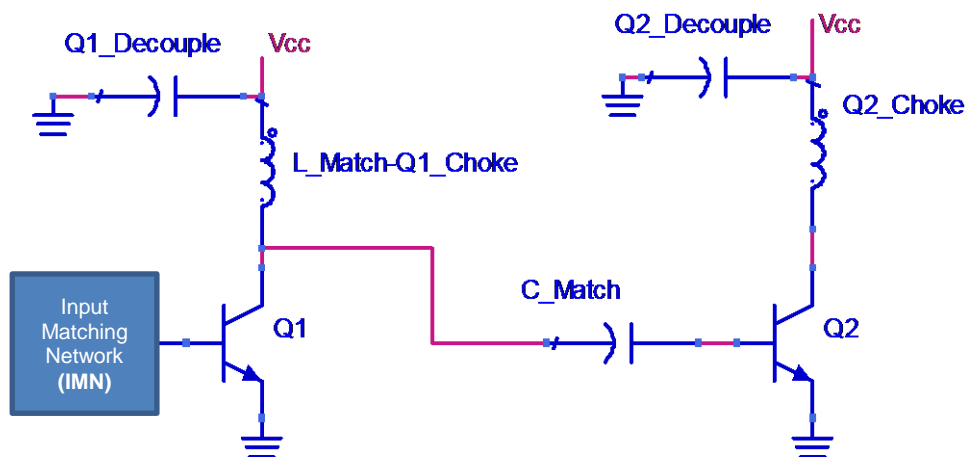 Q1_Decouple
Vcc
Q2_Decouple
Vcc
Q2_Choke
L_Match-Q1_Choke
C_Match
Input
Matching
Network
(IMN)
Q1
Q2